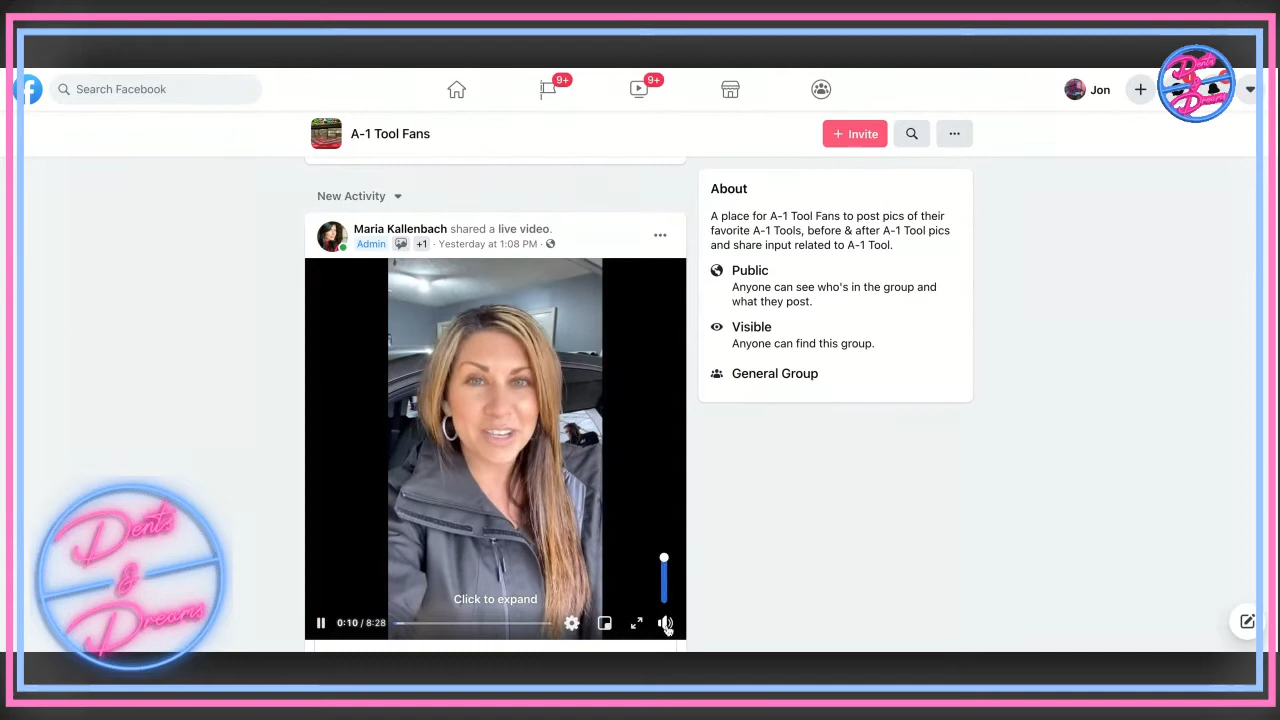 Search Facebook
9+
9+
Jon
Dents
&
Dreams
A-1 Tool Fans
Invite
New Activity
Maria Kallenbach shared a live video.
Admin +1 · Yesterday at 1:08 PM ·
Click to expand
0:10 / 8:28
About
A place for A-1 Tool Fans to post pics of their
favorite A-1 Tools, before & after A-1 Tool pics
and share input related to A-1 Tool.
Public
Anyone can see who's in the group and
what they post.
Visible
Anyone can find this group.
General Group
Dents
&
Dreams